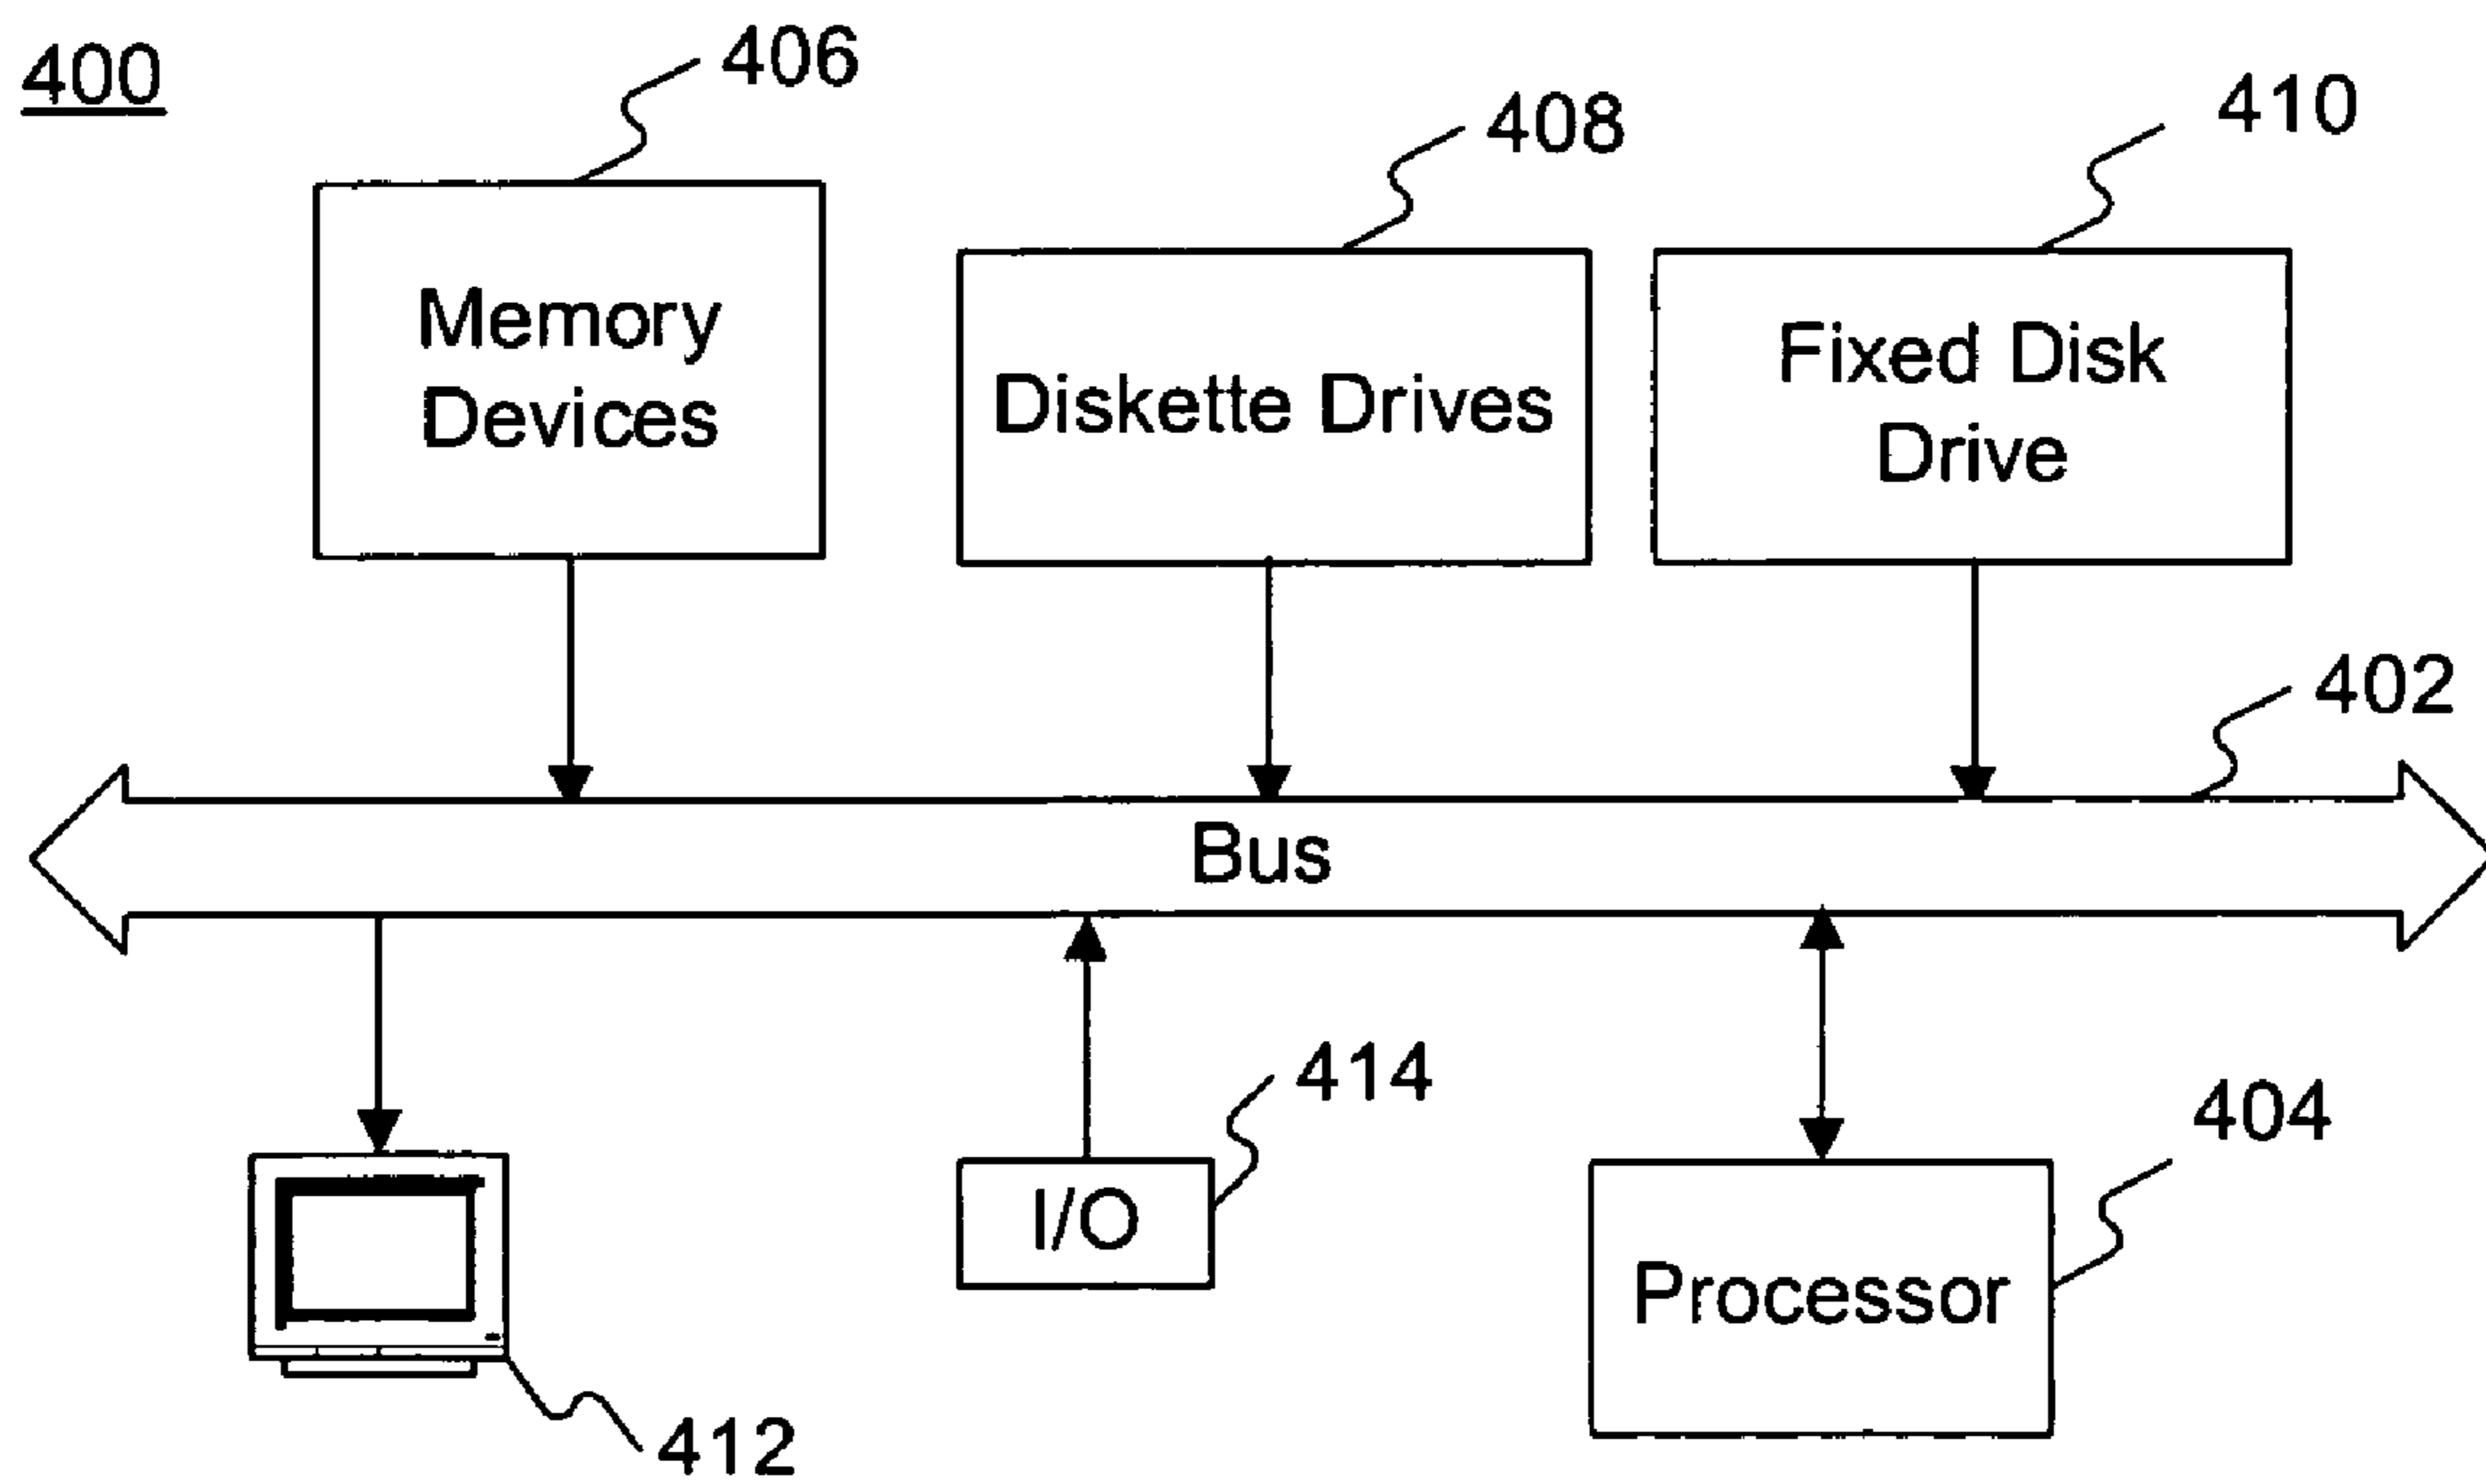 400
406
408
410
Memory
Devices
Diskette Drives
Fixed Disk
Drive
402
Bus
414
404
I/O
Processor
412